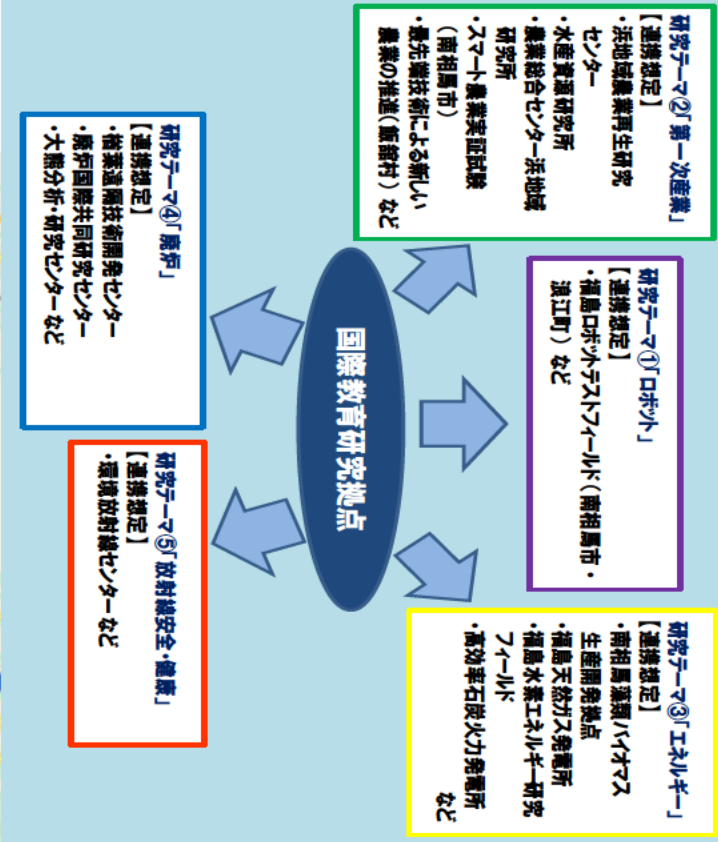 研究テーマ②「第一次産業」
【連携想定】
・浜地域農業再生研究
センター
・水産資源研究所
・農業総合センター浜地域
研究所
・スマート農業実証試験
(南相馬市)
・最先端技術による新しい
農業の推進(飯舘村)など
研究テーマ①「ロボット」
【連携想定】
・福島ロボットテストフィールド(南相馬市・
浪江町)など
研究テーマ③「エネルギー」
【連携想定】
・南相馬藻類バイオマス
生産開発拠点
・福島天然ガス発電所
・福島水素エネルギー研究
フィールド
・高効率石炭火力発電所
など
国際教育研究拠点
研究テーマ④「廃炉」
【連携想定】
・楢葉遠隔技術開発センター
・廃炉国際共同研究センター
・大熊分析・研究センターなど
研究テーマ⑤「放射線安全・健康」
【連携想定】
・環境放射線センターなど